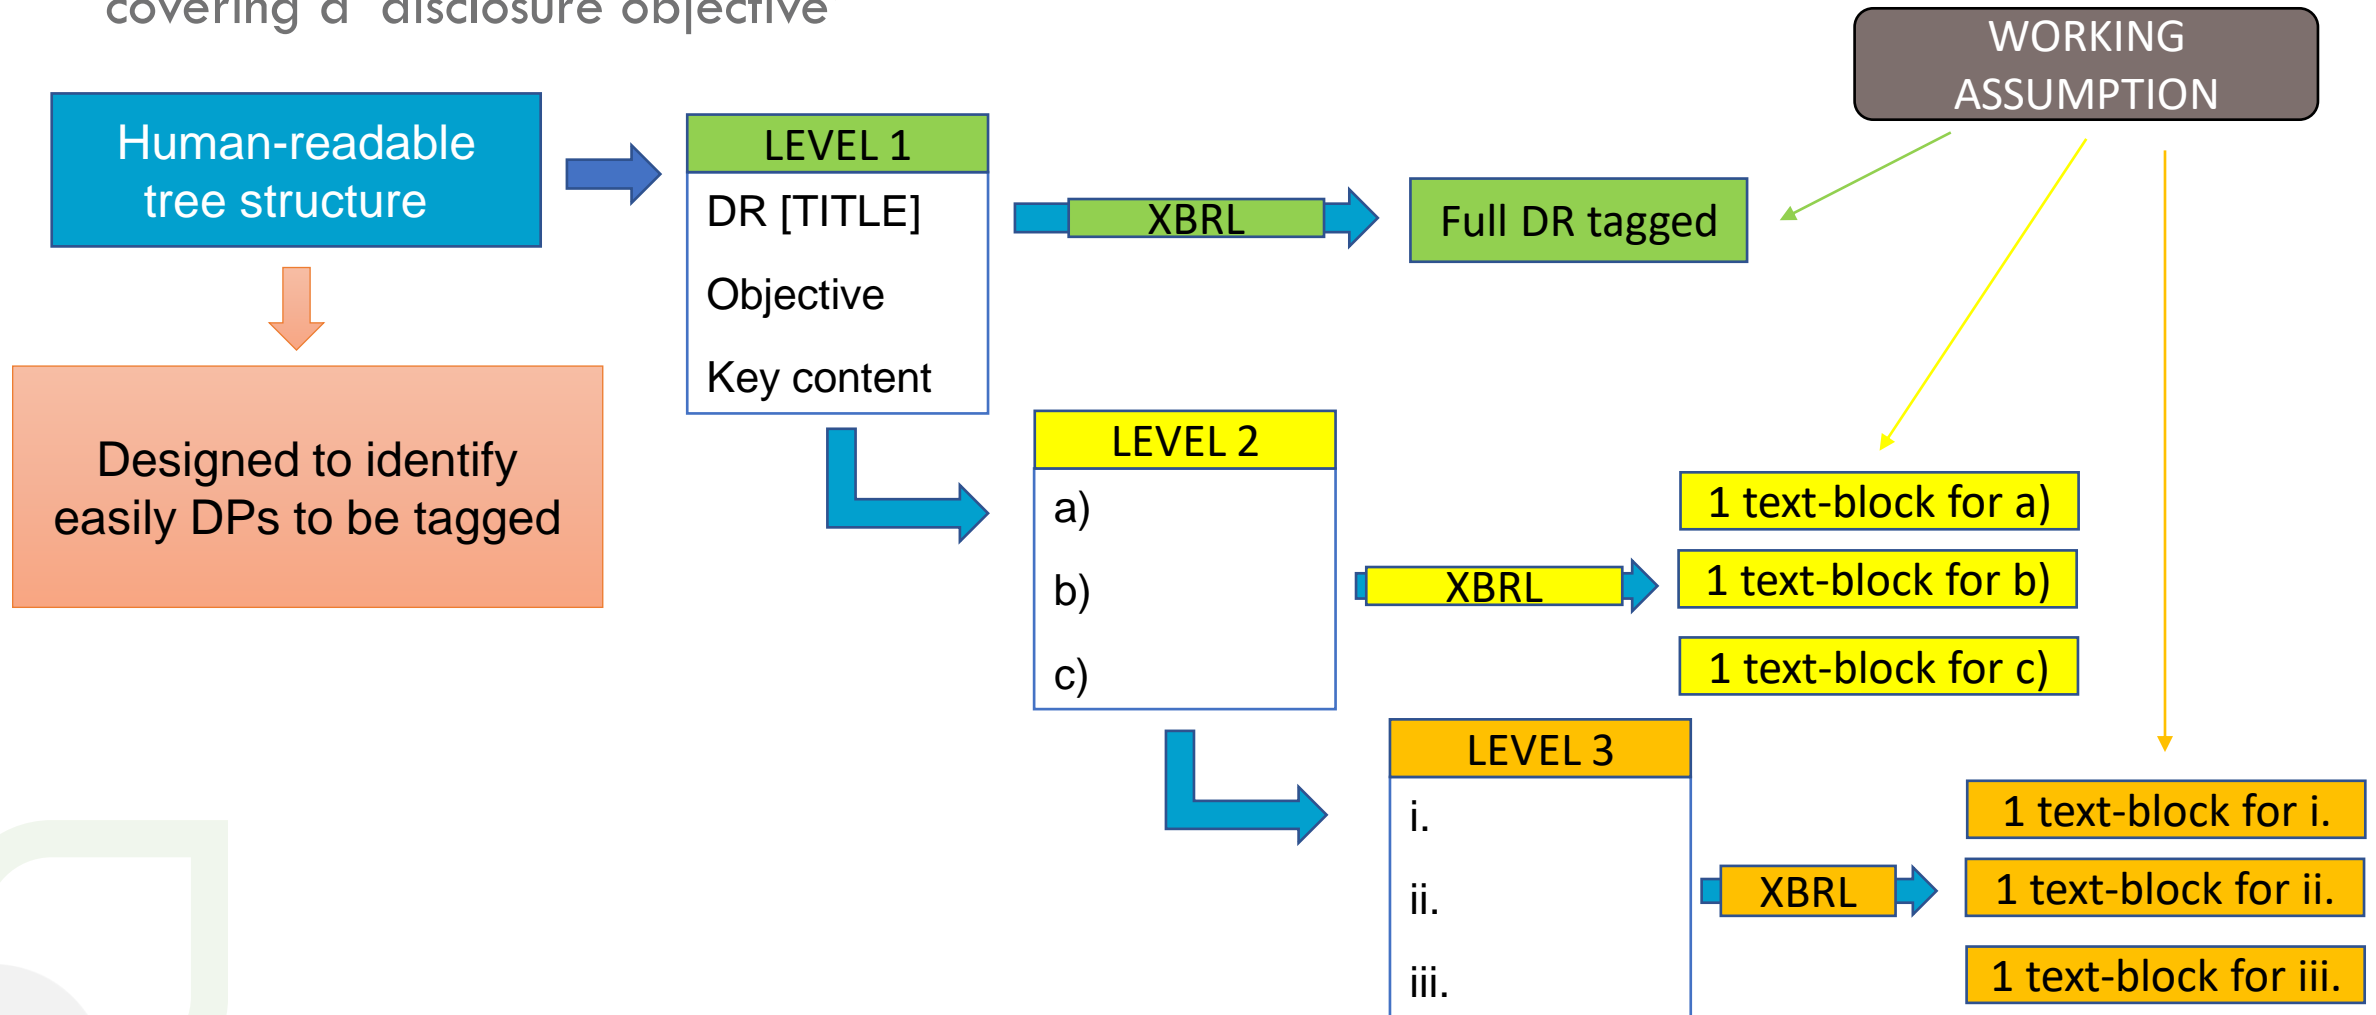 covering a disclosure objective
WORKING
ASSUMPTION
Human-readable
tree structure
LEVEL 1
DR [TITLE]
Objective
Key content
XBRL
Full DR tagged
Designed to identify
easily DPs to be tagged
LEVEL 2
a)
b)
c)
XBRL
1 text-block for a)
1 text-block for b)
1 text-block for c)
LEVEL 3
i.
ii.
iii.
XBRL
1 text-block for i.
1 text-block for ii.
1 text-block for iii.